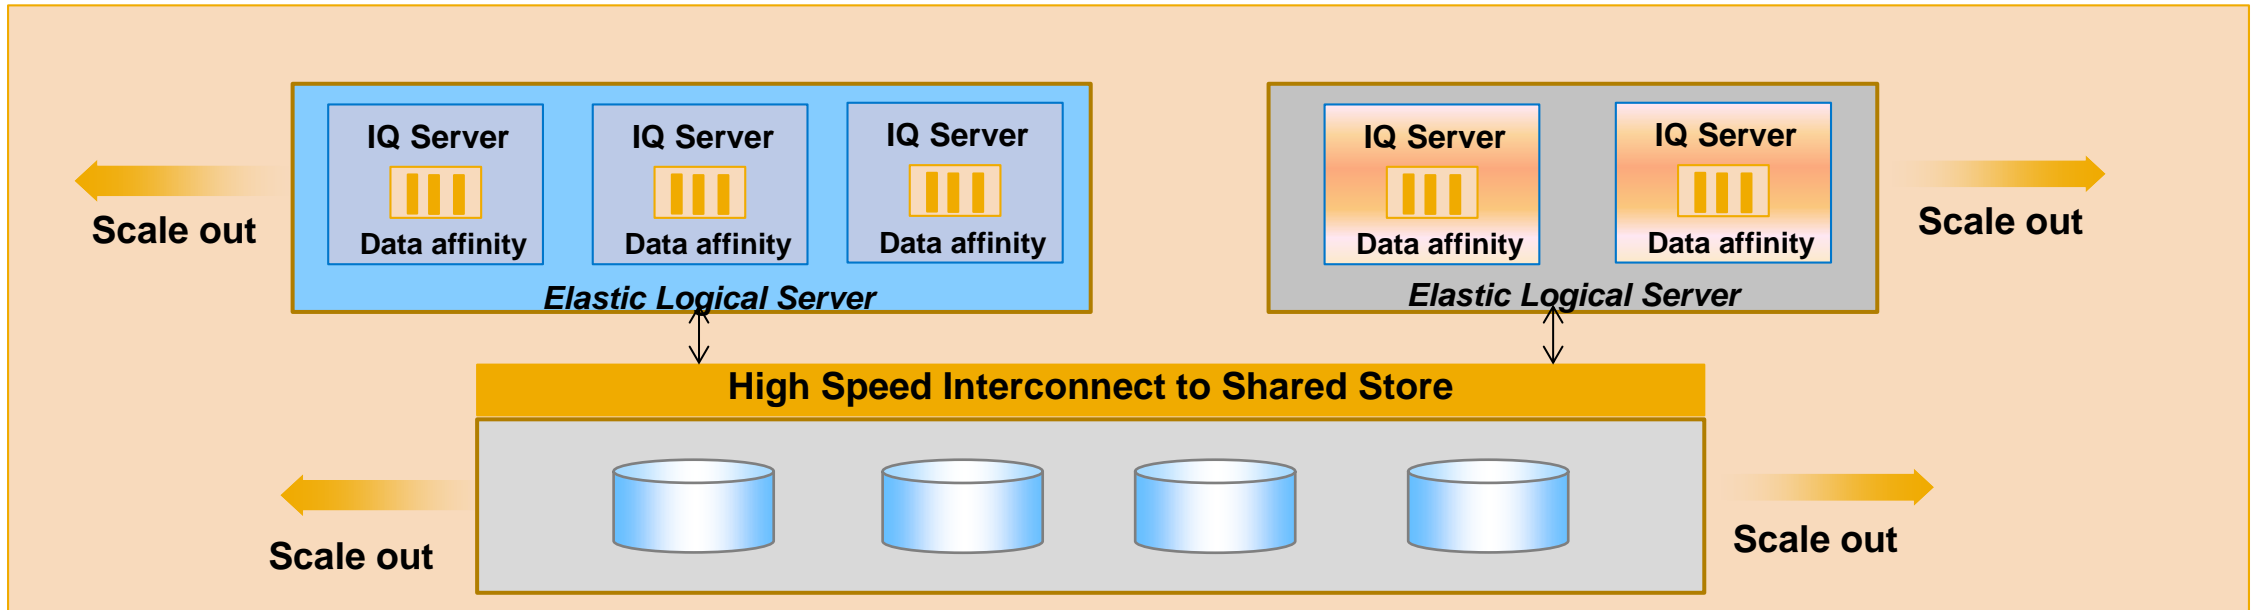 IQ Server
Data affinity
IQ Server
Data affinity
IQ Server
Data affinity
Elastic Logical Server
Scale out
IQ Server
Data affinity
IQ Server
Data affinity
Elastic Logical Server
Scale out
High Speed Interconnect to Shared Store
Scale out
Scale out